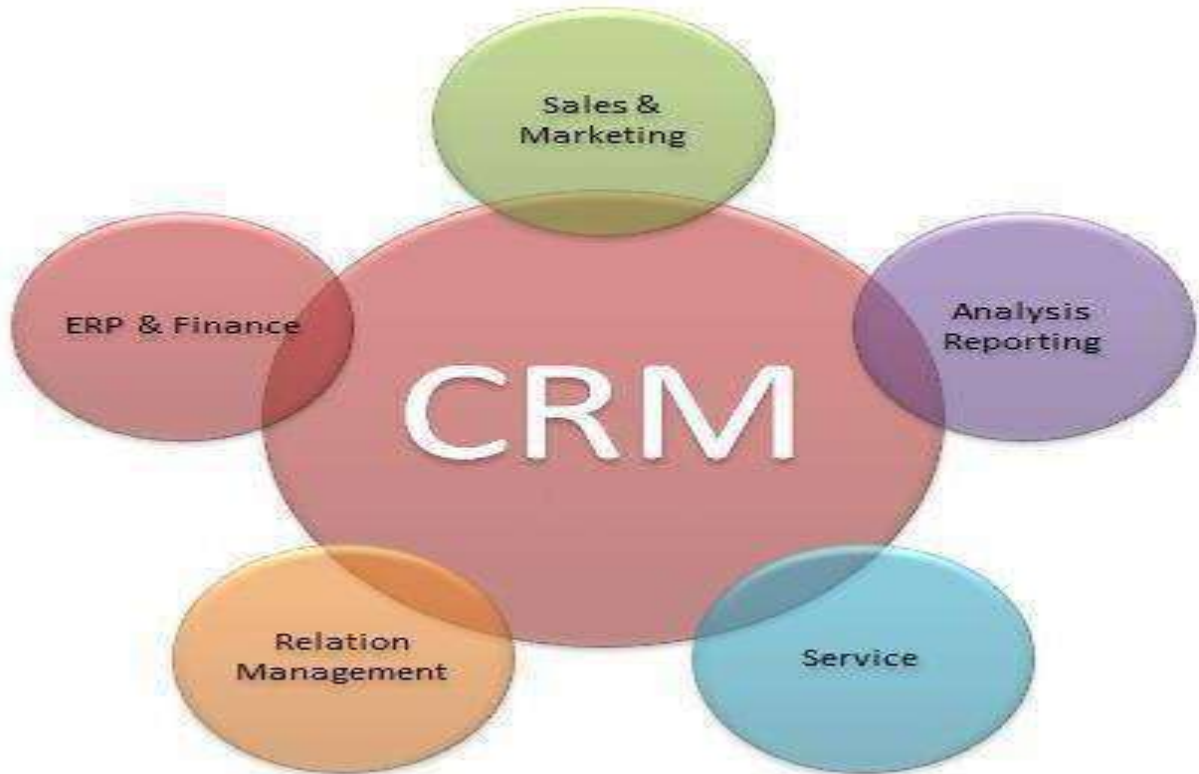 Sales &
Marketing
ERP & Finance
Analysis
Reporting
CRM
Relation
Management
Service